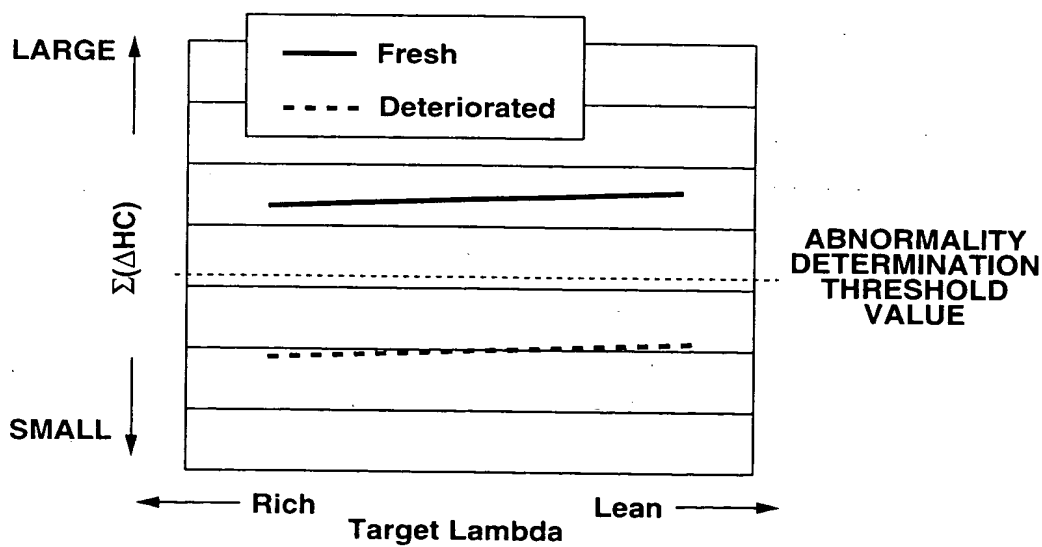 LARGE
Fresh
Deteriorated
Σ(ΔHC)
ABNORMALITY
DETERMINATION
THRESHOLD
VALUE
SMALL
Rich
Lean
Target Lambda